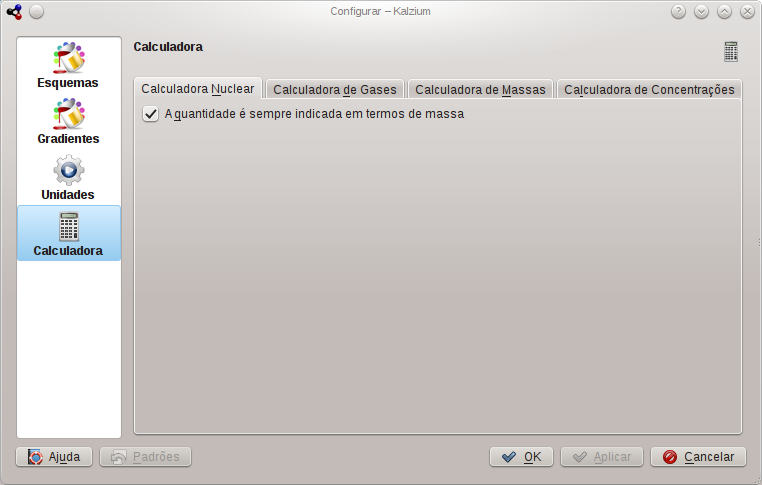 Configurar – Kalzium
Esquemas
Gradientes
Unidades
Calculadora
Calculadora
Calculadora Nuclear
Calculadora de Gases
Calculadora de Massas
Calculadora de Concentrações
A quantidade é sempre indicada em termos de massa
Ajuda
Padrões
OK
Aplicar
Cancelar